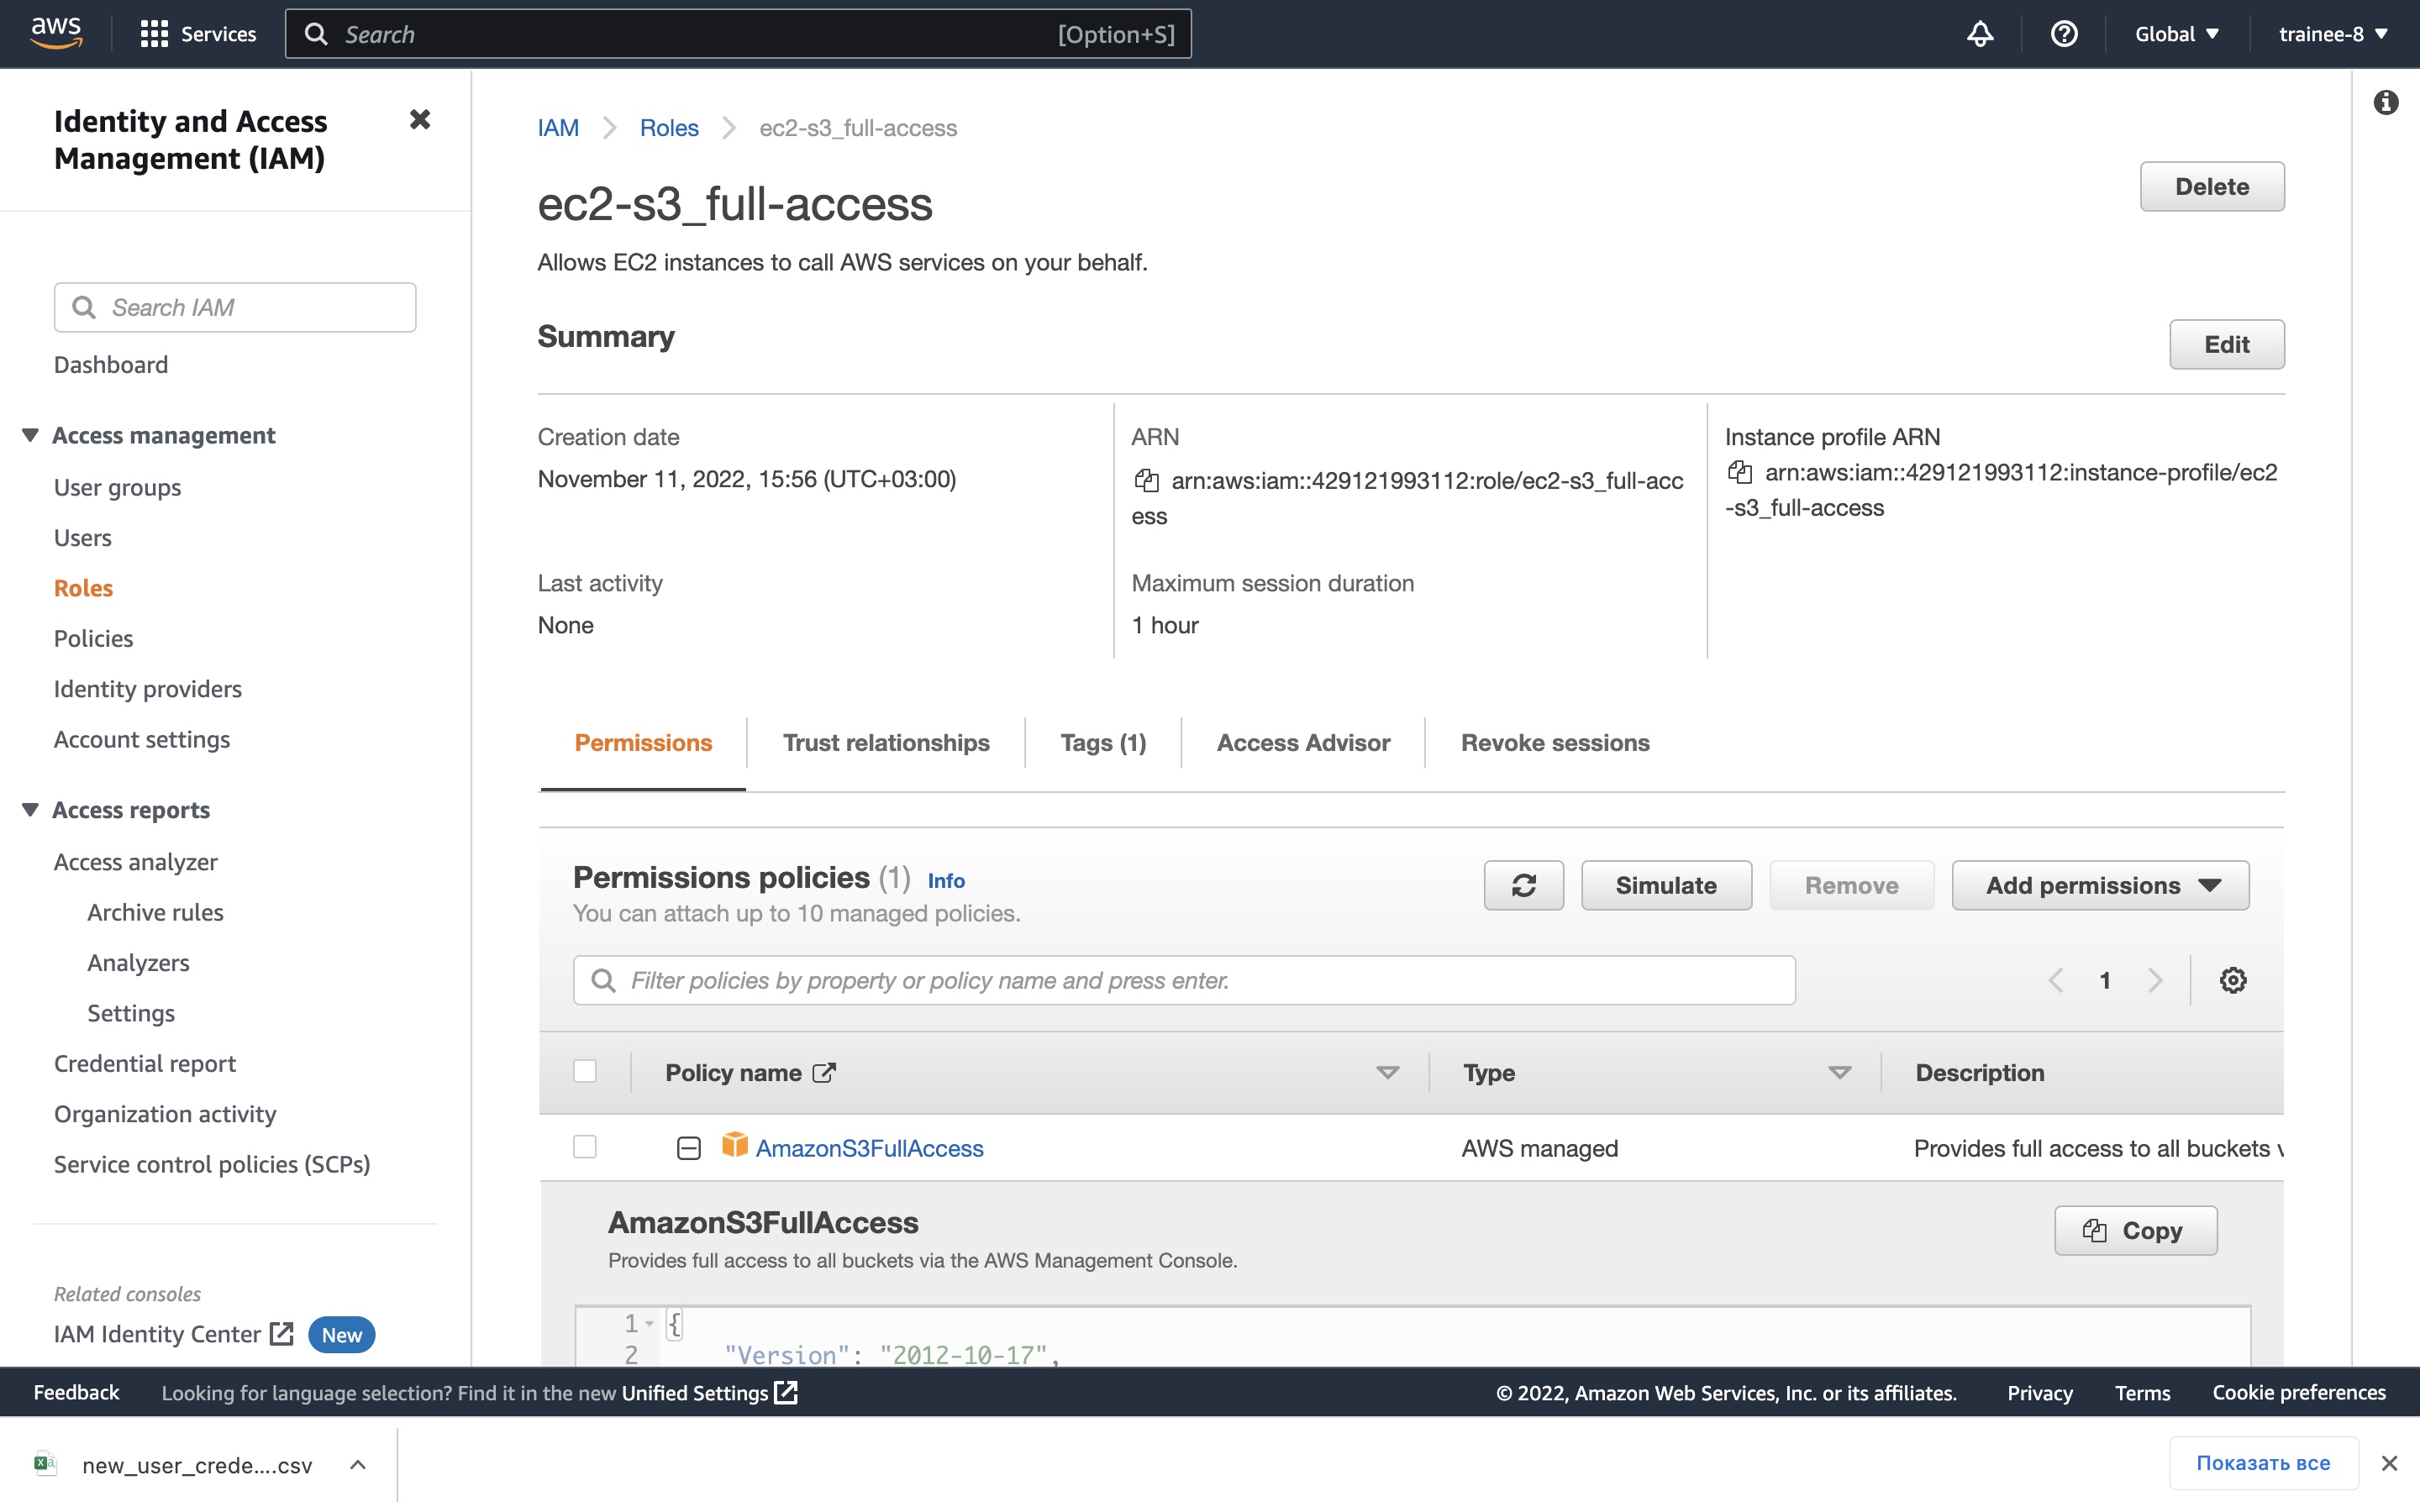 aws
Services
Search
[Option+S]
Global
trainee-8
Identity and Access
Management (IAM)
Search IAM
Dashboard
Access management
User groups
Users
Roles
Policies
Identity providers
Account settings
Access reports
Access analyzer
Archive rules
Analyzers
Settings
Credential report
Organization activity
Service control policies (SCPs)
Related consoles
IAM Identity Center
New
IAM
Roles
ec2-s3_full-access
ec2-s3_full-access
Delete
Allows EC2 instances to call AWS services on your behalf.
Summary
Edit
Creation date
November 11, 2022, 15:56 (UTC+03:00)
ARN
arn:aws:iam::429121993112:role/ec2-s3_full-acc
ess
Instance profile ARN
arn:aws:iam::429121993112:instance-profile/ec2
-s3_full-access
Last activity
None
Maximum session duration
1 hour
Permissions
Trust relationships
Tags (1)
Access Advisor
Revoke sessions
Permissions policies (1) Info
You can attach up to 10 managed policies.
Simulate
Remove
Add permissions
Filter policies by property or policy name and press enter.
1
Policy name
Type
Description
AmazonS3FullAccess
AWS managed
Provides full access to all buckets v
AmazonS3FullAccess
Provides full access to all buckets via the AWS Management Console.
Copy
1 {
2 "Version": "2012-10-17",
Feedback
Looking for language selection? Find it in the new Unified Settings
© 2022, Amazon Web Services, Inc. or its affiliates.
Privacy
Terms
Cookie preferences
new_user_crede....csv
Показать все